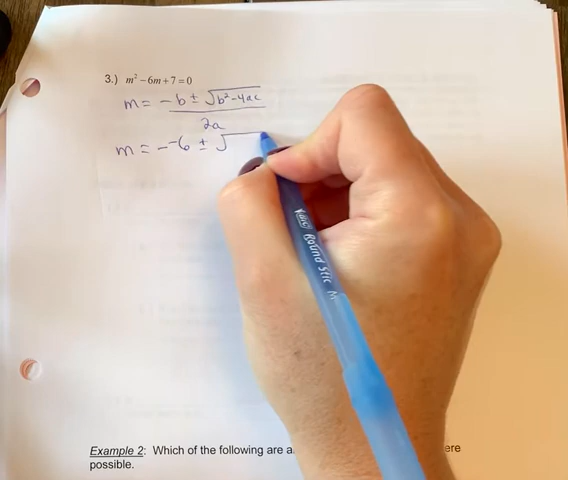 3.) m² - 6m + 7 = 0
m = -b ± √b²-4ac
2a
m = - -6 ± √
Round Stic M
Example 2: Which of the following are a
ere
possible.